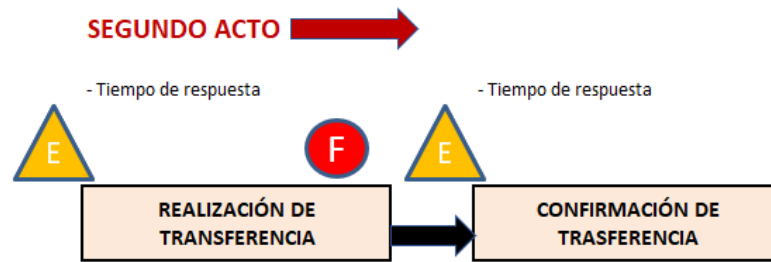 SEGUNDO ACTO
- Tiempo de respuesta
- Tiempo de respuesta
E
F
E
REALIZACIÓN DE
TRANSFERENCIA
CONFIRMACIÓN DE
TRASFERENCIA